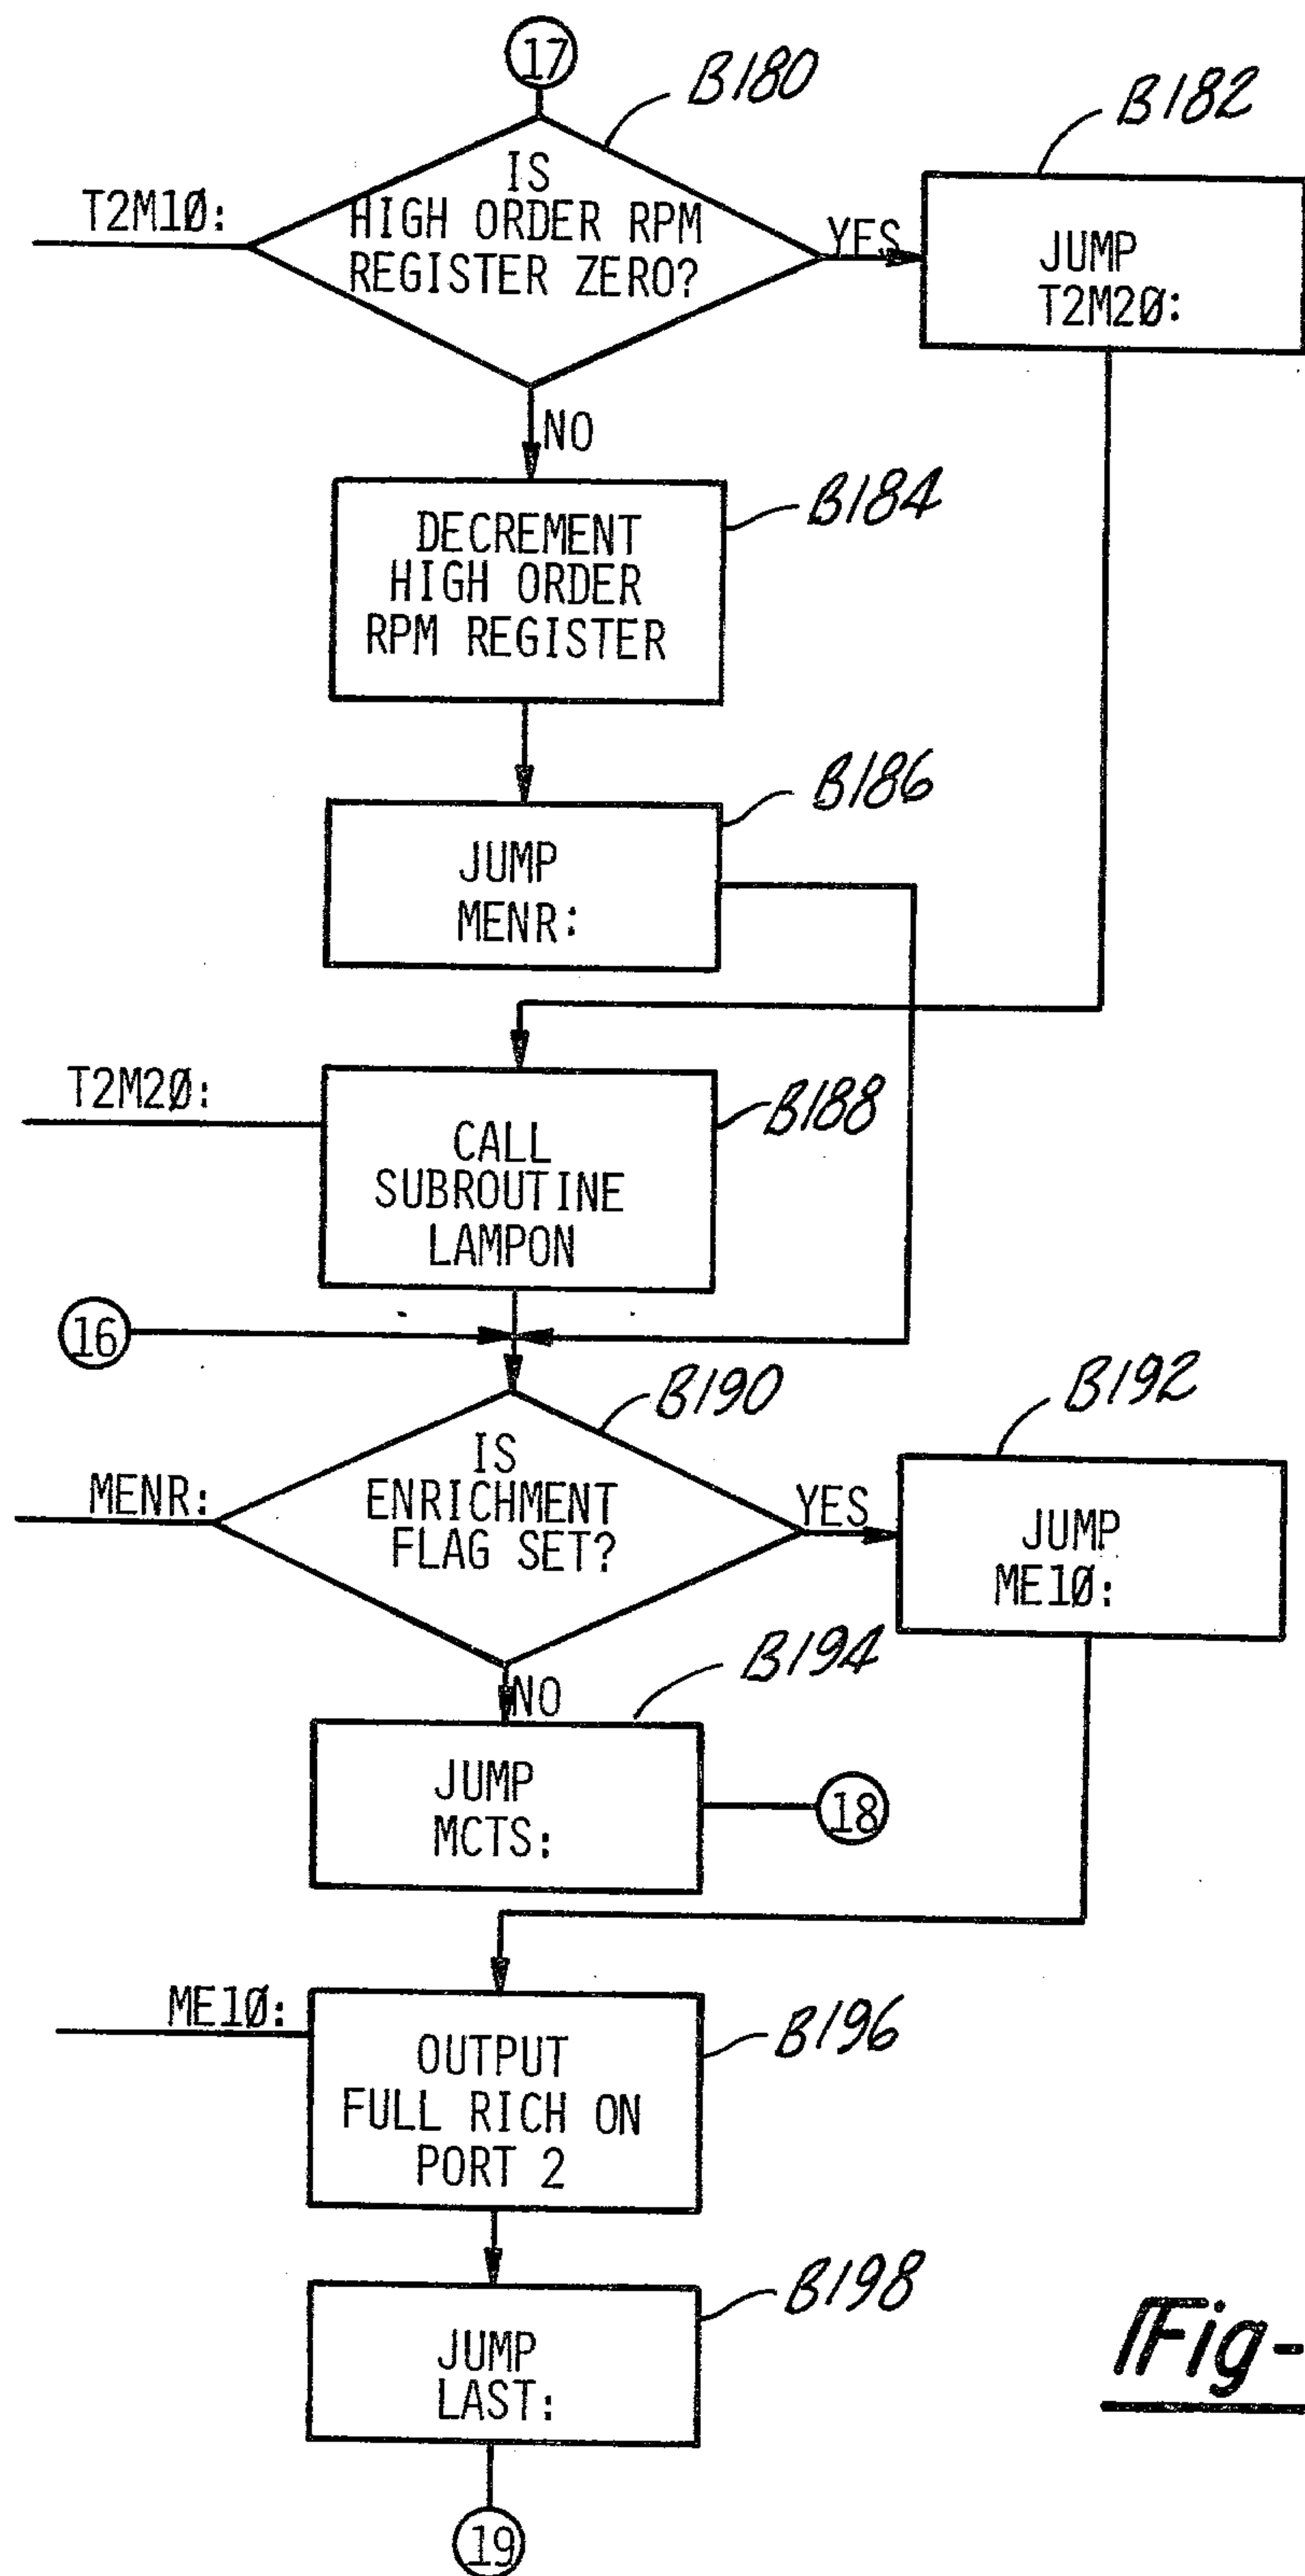 17
B180
B182
IS
HIGH ORDER RPM
REGISTER ZERO?
T2M1Ø:
YES
JUMP
T2M2Ø:
NO
B184
DECREMENT
HIGH ORDER
RPM REGISTER
B186
JUMP
MENR:
T2M2Ø:
B188
CALL
SUBROUTINE
LAMPON
16
B190
B192
IS
ENRICHMENT
FLAG SET?
MENR:
YES
JUMP
ME1Ø:
NO
B194
JUMP
MCTS:
18
ME1Ø:
B196
OUTPUT
FULL RICH ON
PORT 2
B198
JUMP
LAST:
19
Fig-